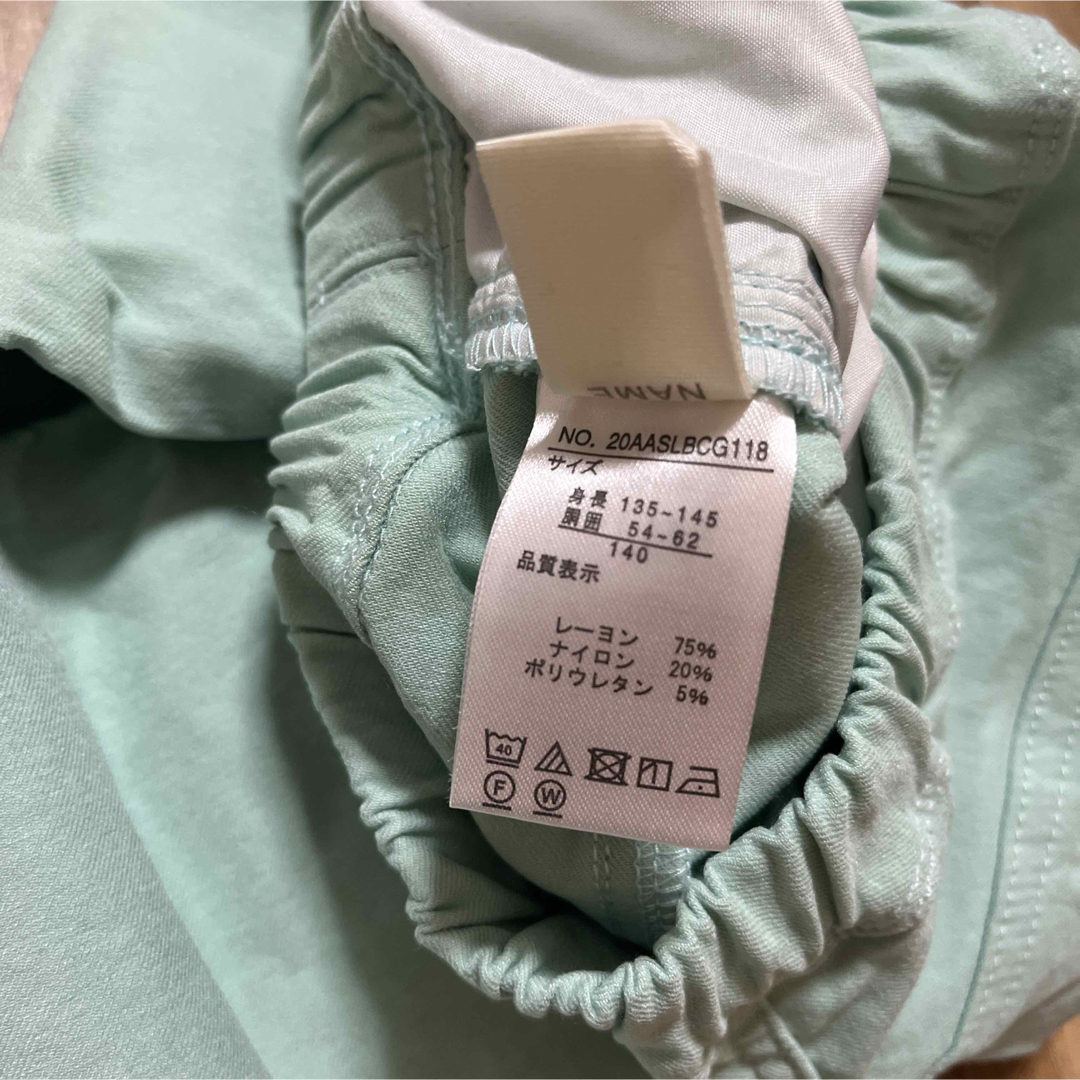 NAME
NO. 20AASLBCG118
サイズ
身長 135~145
胴囲 54~62
140
品質表示
レーヨン 75%
ナイロン 20%
ポリウレタン 5%
40
F W